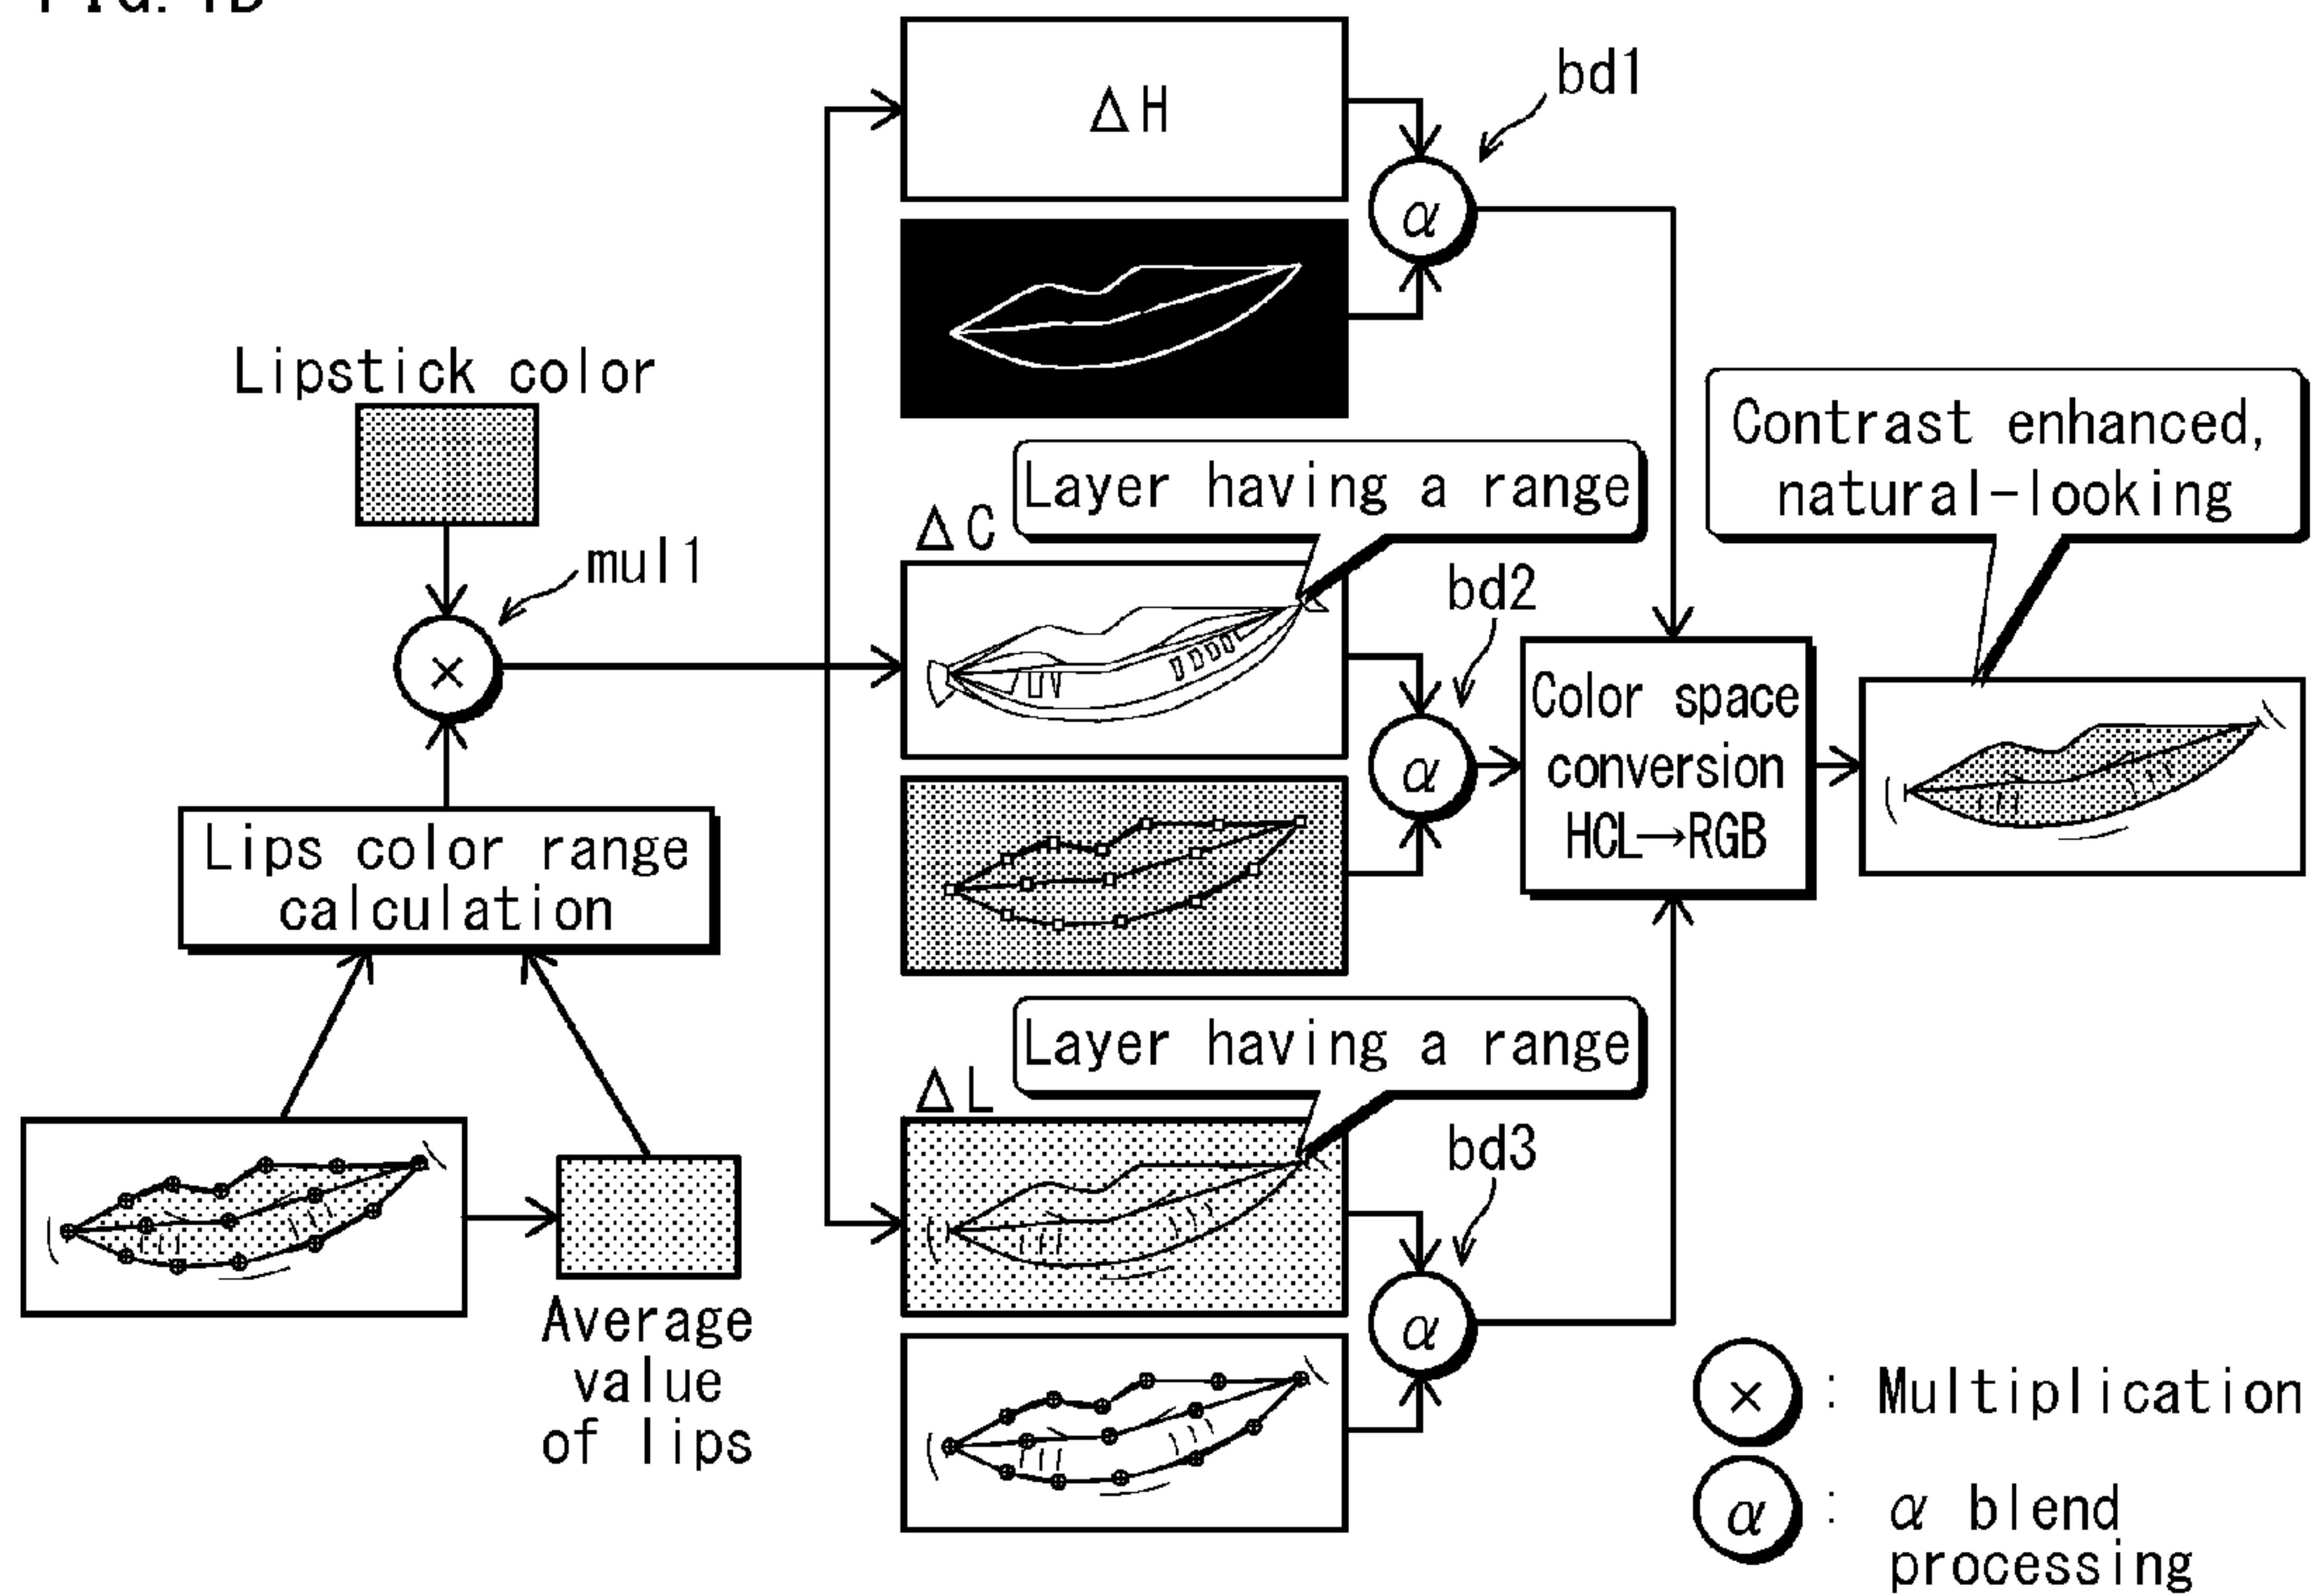 ΔH
bd1
α
Lipstick color
mul1
×
Lips color range
calculation
Average
value
of lips
Layer having a range
ΔC
bd2
α
Layer having a range
ΔL
bd3
α
Color space
conversion
HCL→RGB
Contrast enhanced,
natural-looking
× : Multiplication
α : α blend
processing